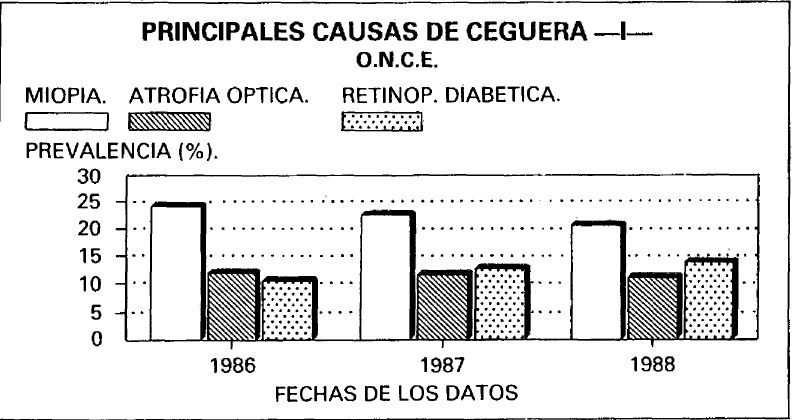 PRINCIPALES CAUSAS DE CEGUERA —I—
O.N.C.E.
MIOPIA. ATROFIA OPTICA. RETINOP. DIABETICA.
PREVALENCIA (%).
30
25
20
15
10
5
0
1986 1987 1988
FECHAS DE LOS DATOS